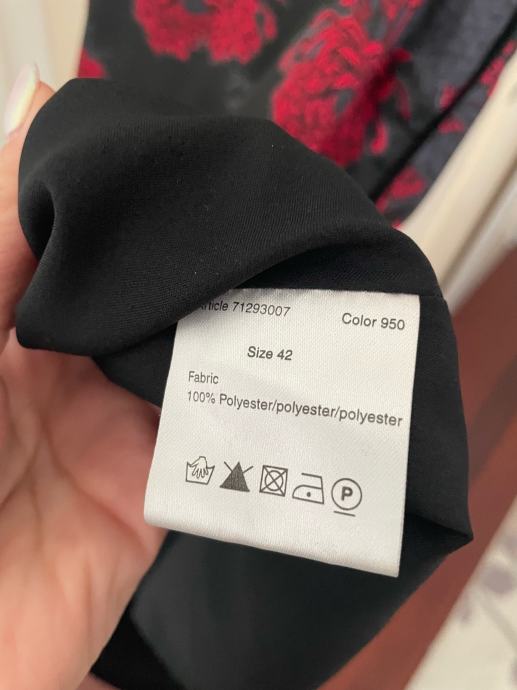 Article 71293007
Color 950
Size 42
Fabric
100% Polyester/polyester/polyester
P